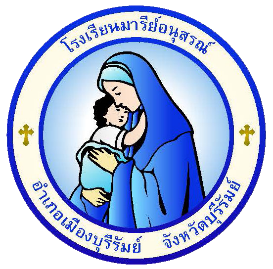 โรงเรียนมารีย์อนุสรณ์
อำเภอเมืองบุรีรัมย์ จังหวัดบุรีรัมย์